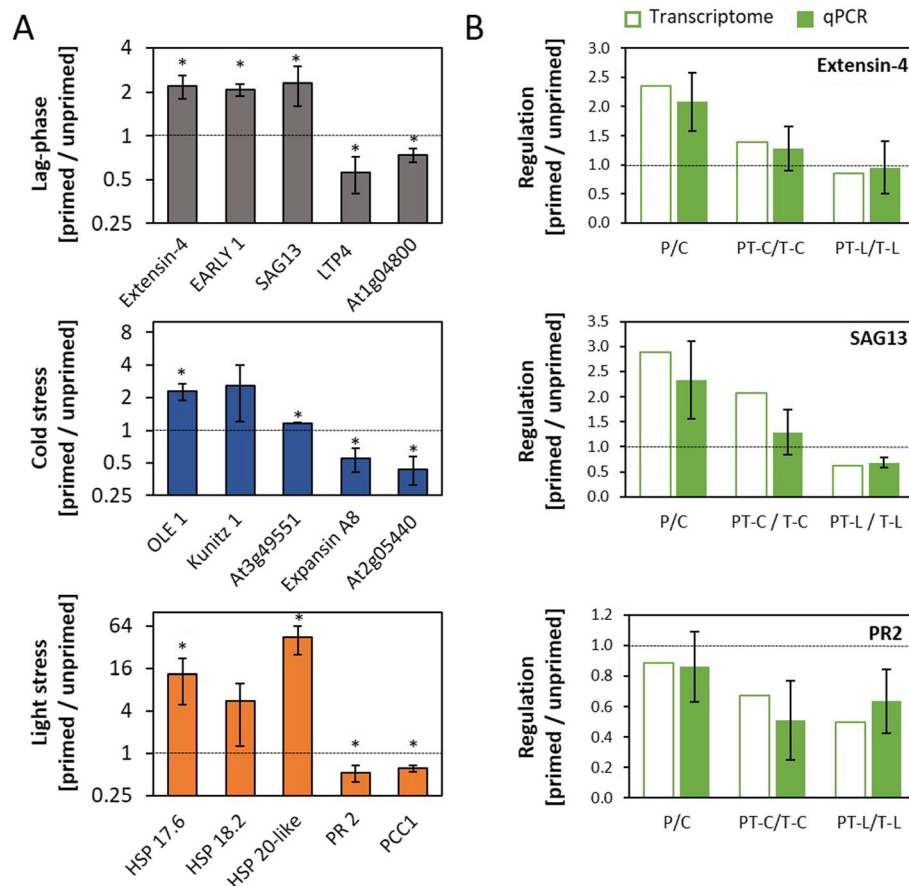 A
B
Transcriptome
qPCR
Lag-phase
[primed / unprimed]
4
2
1
0.5
0.25
*
*
*
*
*
Extensin-4
EARLY 1
SAG13
LTP4
At1g04800
Regulation
[primed / unprimed]
3.0
2.5
2.0
1.5
1.0
0.5
0.0
Extensin-4
P/C
PT-C/T-C
PT-L/T-L
Cold stress
[primed / unprimed]
8
4
2
1
0.5
0.25
*
*
*
*
OLE 1
Kunitz 1
At3g49551
Expansin A8
At2g05440
Regulation
[primed / unprimed]
3.5
3.0
2.5
2.0
1.5
1.0
0.5
0.0
SAG13
P/C
PT-C / T-C
PT-L / T-L
Light stress
[primed / unprimed]
64
16
4
1
0.25
*
*
*
*
HSP 17.6
HSP 18.2
HSP 20-like
PR 2
PCC1
Regulation
[primed / unprimed]
1.2
1.0
0.8
0.6
0.4
0.2
0.0
PR2
P/C
PT-C/T-C
PT-L/T-L